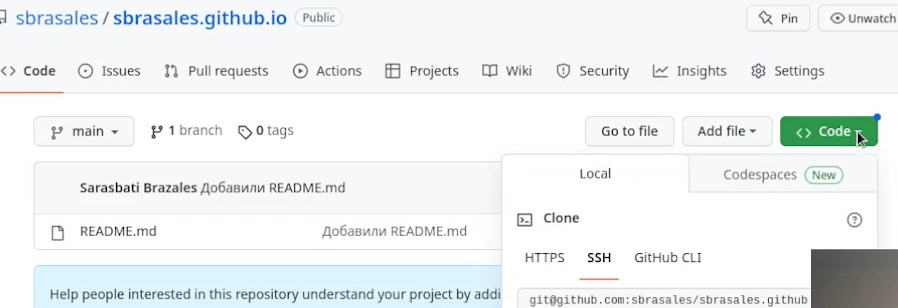 sbrasales / sbrasales.github.io Public Pin Unwatch
Code Issues Pull requests Actions Projects Wiki Security Insights Settings
main 1 branch 0 tags Go to file Add file Code
Local Codespaces New
Sarasbati Brazales Добавили README.md
Clone
README.md Добавили README.md
HTTPS SSH GitHub CLI
Help people interested in this repository understand your project by addi
git@github.com:sbrasales/sbrasales.github